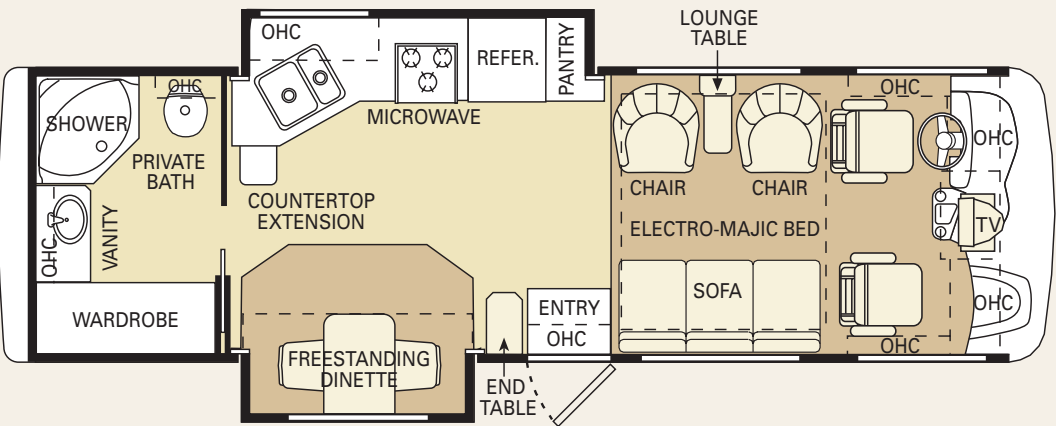 LOUNGE
TABLE
OHC
REFER.
PANTRY
MICROWAVE
OHC
SHOWER
PRIVATE
BATH
OHC
VANITY
WARDROBE
COUNTERTOP
EXTENSION
FREESTANDING
DINETTE
END
TABLE
ENTRY
OHC
CHAIR
CHAIR
ELECTRO-MAJIC BED
SOFA
OHC
OHC
TV
OHC
OHC